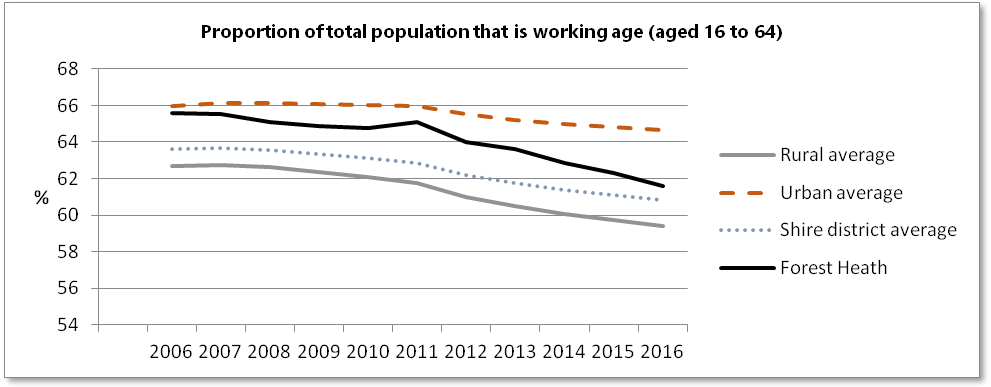 Proportion of total population that is working age (aged 16 to 64)
68
66
64
62
60
58
56
54
%
2006 2007 2008 2009 2010 2011 2012 2013 2014 2015 2016
Rural average
Urban average
Shire district average
Forest Heath